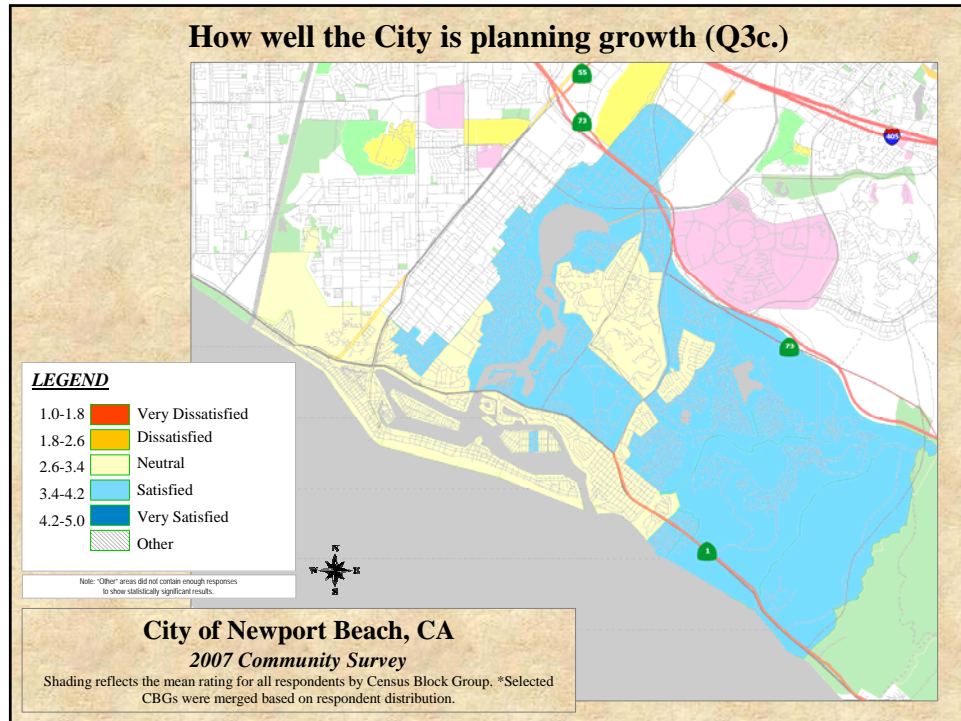 How well the City is planning growth (Q3c.)
55
73
405
73
1
LEGEND
1.0-1.8 Very Dissatisfied
1.8-2.6 Dissatisfied
2.6-3.4 Neutral
3.4-4.2 Satisfied
4.2-5.0 Very Satisfied
Other
Note: "Other" areas did not contain enough responses
to show statistically significant results.
N
W E
S
City of Newport Beach, CA
2007 Community Survey
Shading reflects the mean rating for all respondents by Census Block Group. *Selected
CBGs were merged based on respondent distribution.